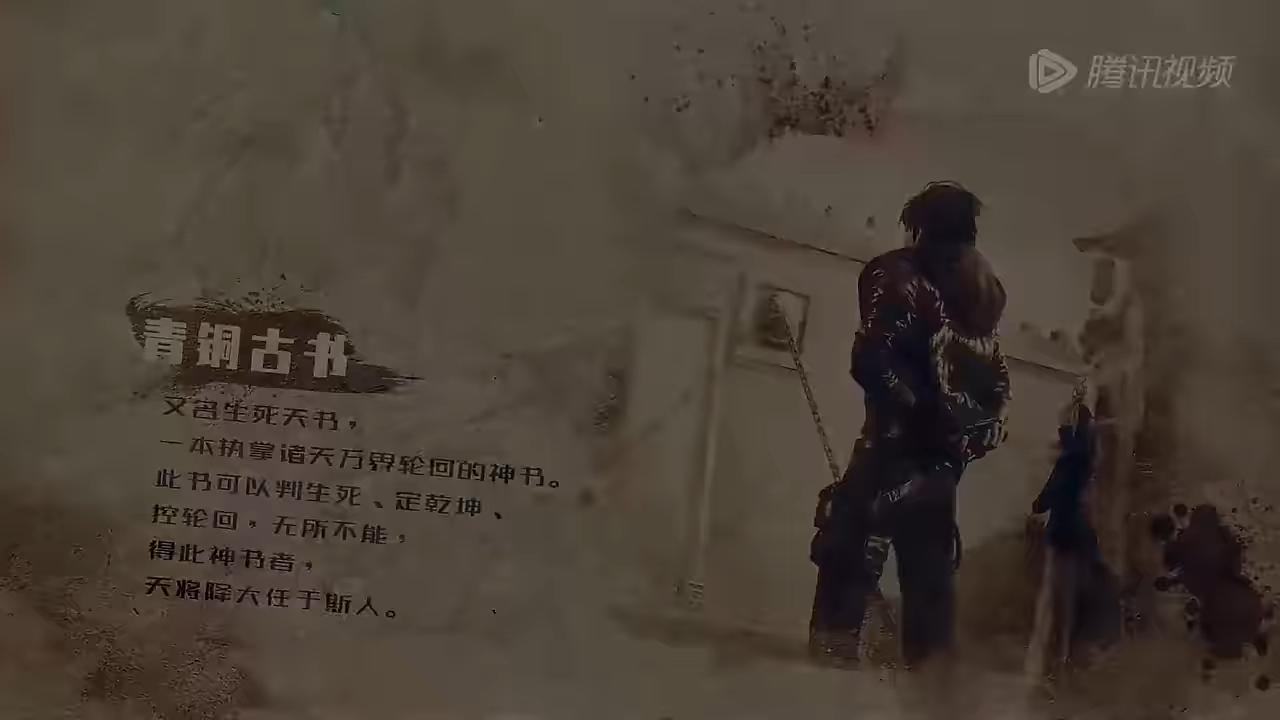 腾讯视频
青铜古书
又名生死天书，
一本执掌诸天万界轮回的神书。
此书可以判生死、定乾坤、
控轮回，无所不能，
得此神书者，
天将降大任于斯人。